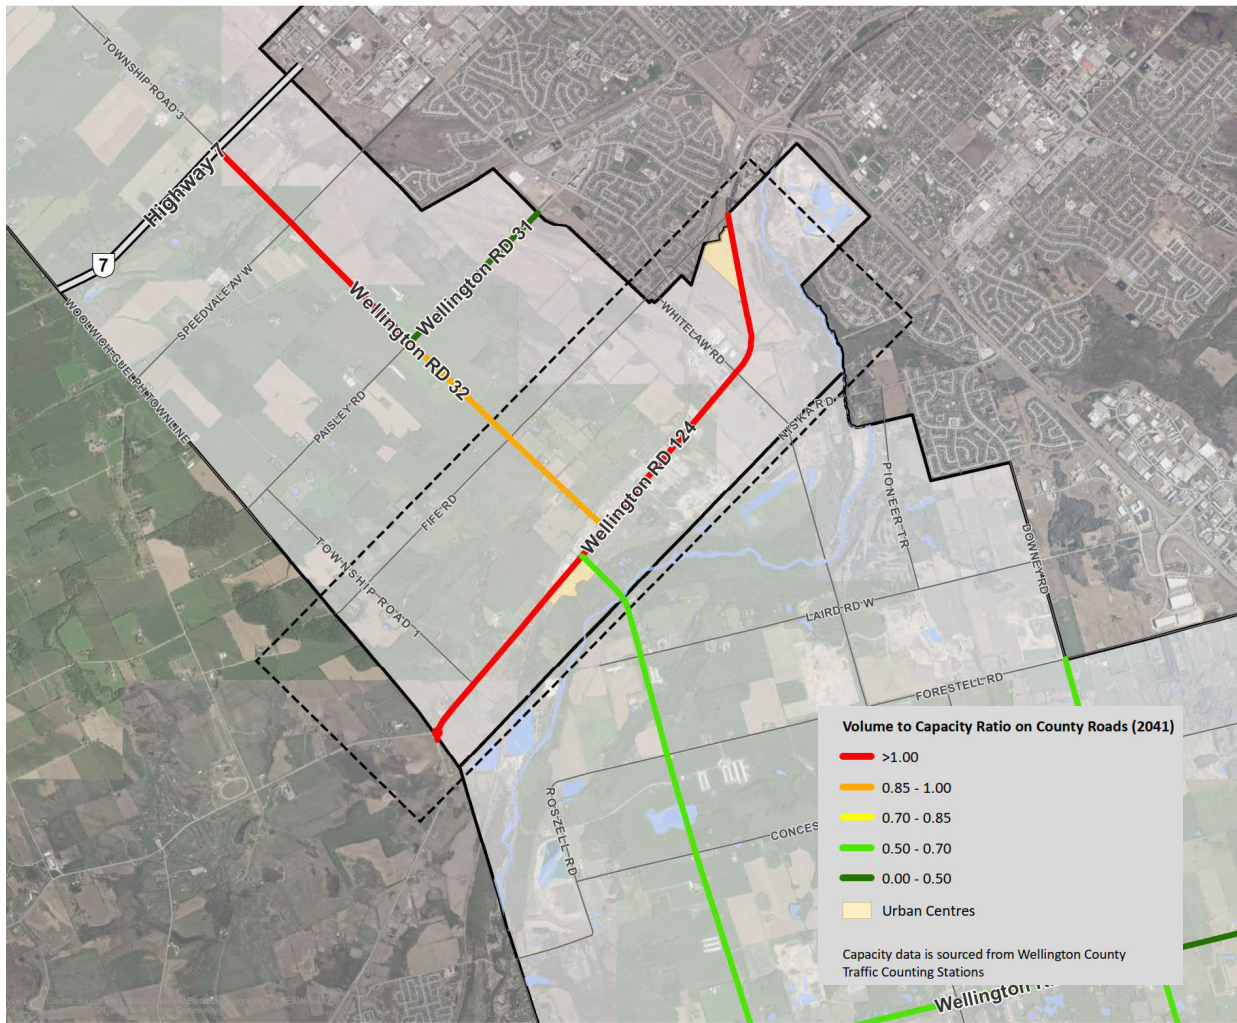 TOWNSHIP ROAD 3
Highway 7
7
SPEEDVALE AV W
WOOLWICH GUELPH TOWNLINE
Wellington RD 31
Wellington RD 32
WHITELAW RD
PAISLEY RD
NISKA RD
Wellington RD 124
FIFE RD
PIONEER TR
TOWNSHIP ROAD 1
DOWNEY RD
LAIRD RD W
FORESTELL RD
ROSZELL RD
CONCES
Volume to Capacity Ratio on County Roads (2041)
>1.00
0.85 - 1.00
0.70 - 0.85
0.50 - 0.70
0.00 - 0.50
Urban Centres
Capacity data is sourced from Wellington County
Traffic Counting Stations
Wellington